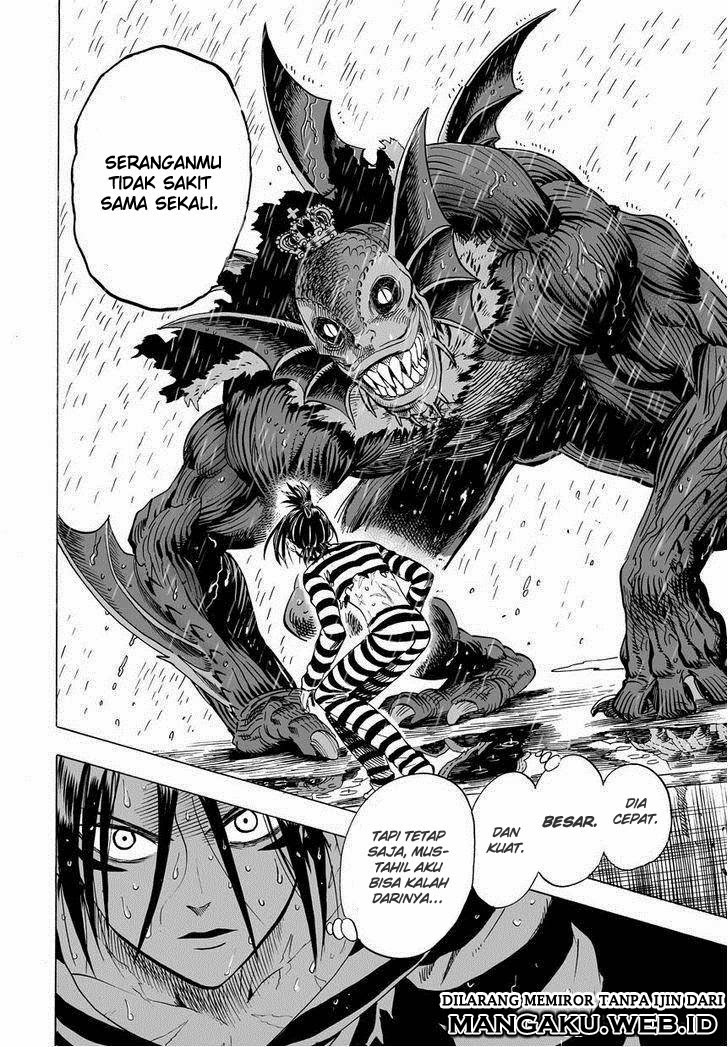 SERANGANMU
TIDAK SAKIT
SAMA SEKALI.
DIA
CEPAT.
BESAR.
DAN
KUAT.
TAPI TETAP
SAJA, MUS-
TAHIL AKU
BISA KALAH
DARINYA...
DILARANG MEMIROR TANPA IJIN DARI
MANGAKU.WEB.ID